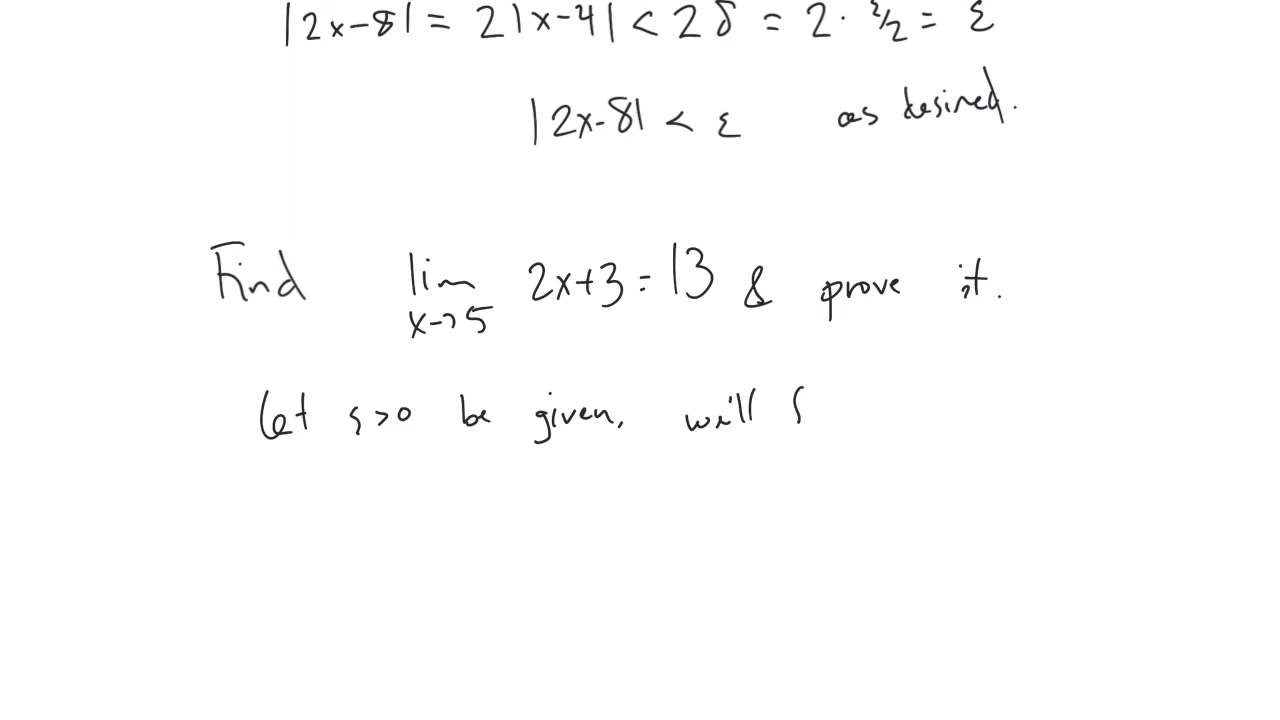 |2x-8| = 2|x-4| < 2δ = 2· ε/2 = ε
|2x-8| < ε as desired.
Find lim x→5 2x+3 = 13 & prove it.
Let ε>0 be given, will f